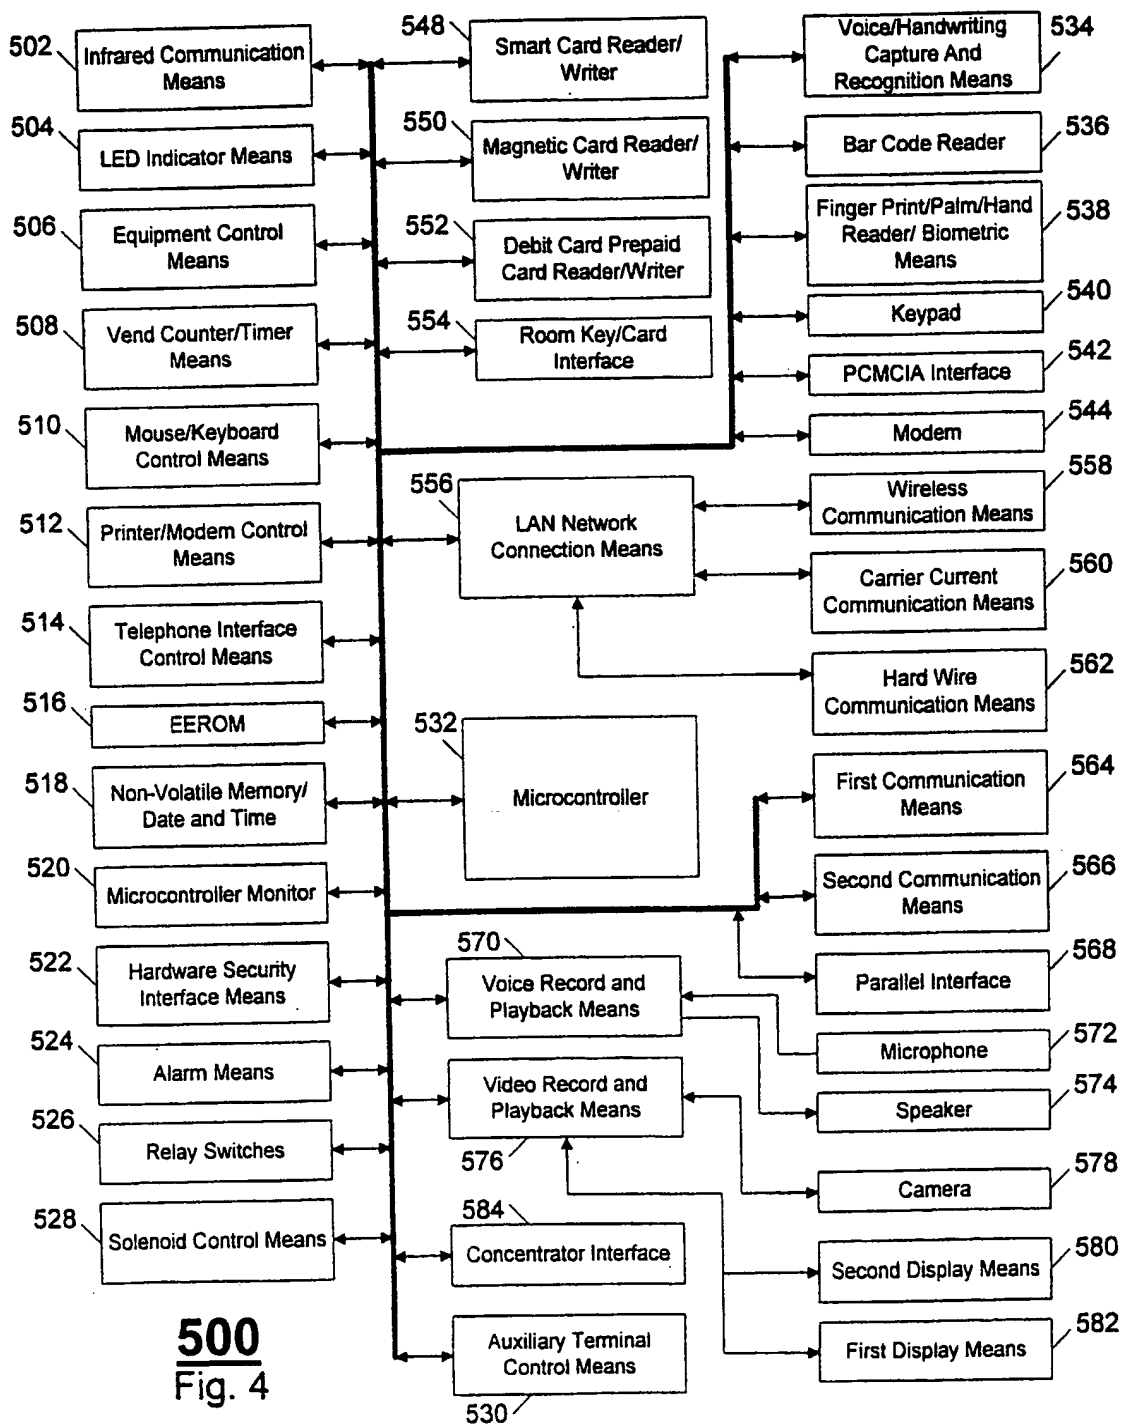 502
Infrared Communication
Means
504
LED Indicator Means
506
Equipment Control
Means
508
Vend Counter/Timer
Means
510
Mouse/Keyboard
Control Means
512
Printer/Modem Control
Means
514
Telephone Interface
Control Means
516
EEROM
518
Non-Volatile Memory/
Date and Time
520
Microcontroller Monitor
522
Hardware Security
Interface Means
524
Alarm Means
526
Relay Switches
528
Solenoid Control Means
548
Smart Card Reader/
Writer
550
Magnetic Card Reader/
Writer
552
Debit Card Prepaid
Card Reader/Writer
554
Room Key/Card
Interface
556
LAN Network
Connection Means
532
Microcontroller
570
Voice Record and
Playback Means
Video Record and
Playback Means
576
584
Concentrator Interface
Auxiliary Terminal
Control Means
530
Voice/Handwriting
Capture And
Recognition Means
534
Bar Code Reader
536
Finger Print/Palm/Hand
Reader/ Biometric
Means
538
Keypad
540
PCMCIA Interface
542
Modem
544
Wireless
Communication Means
558
Carrier Current
Communication Means
560
Hard Wire
Communication Means
562
First Communication
Means
564
Second Communication
Means
566
Parallel Interface
568
Microphone
572
Speaker
574
Camera
578
Second Display Means
580
First Display Means
582
500
Fig. 4